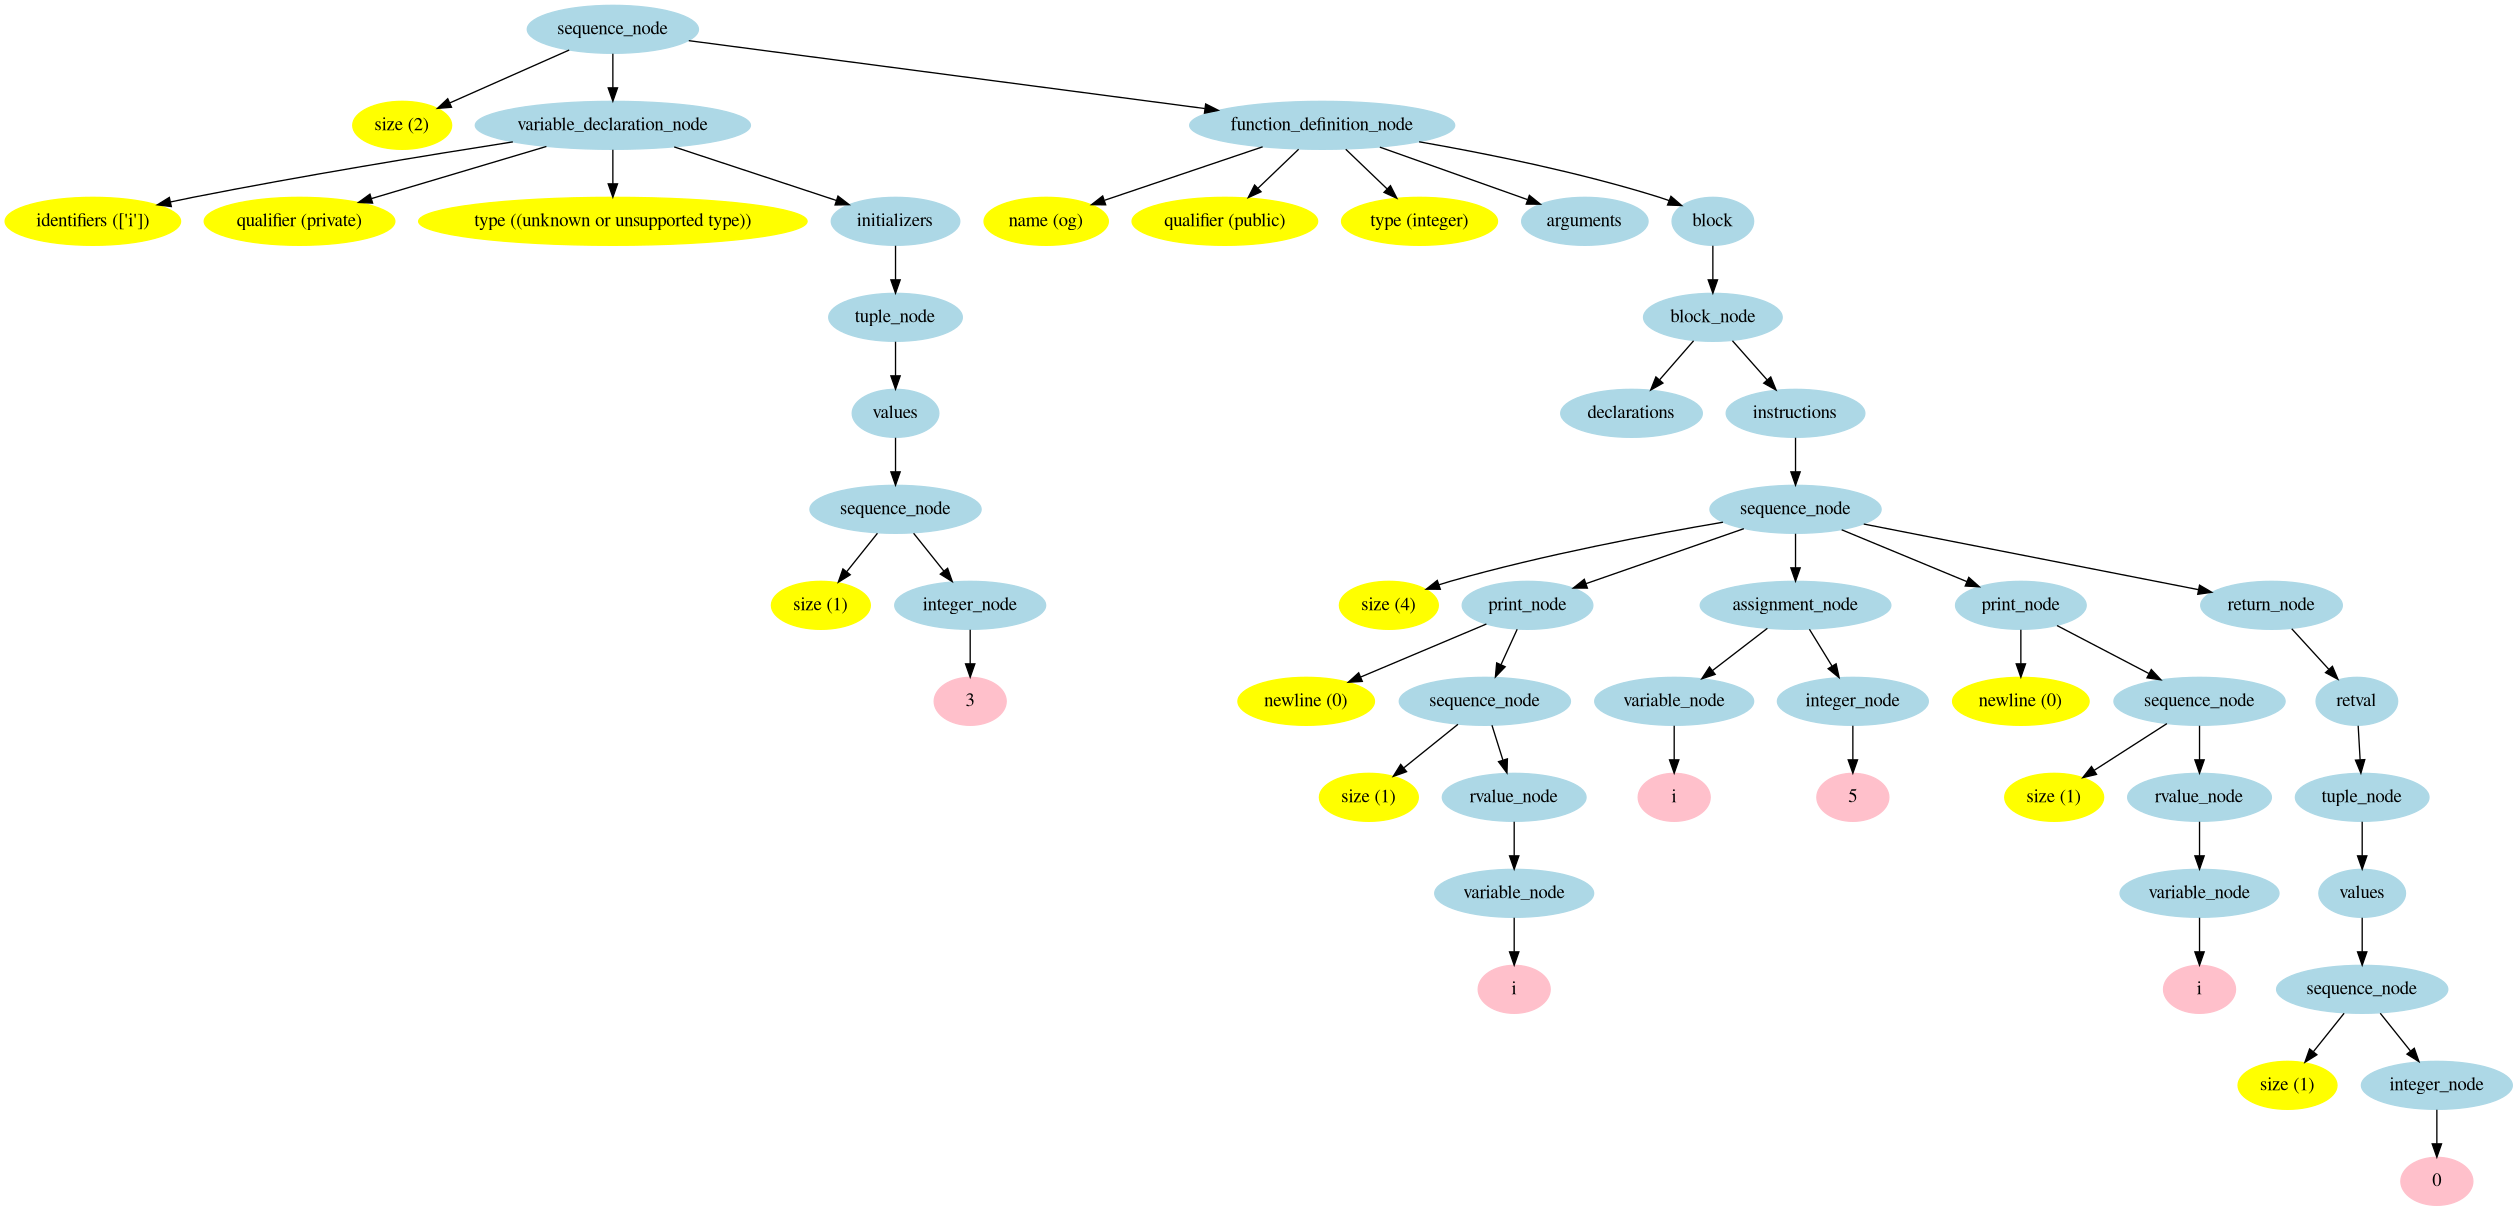 sequence_node
size (2)
variable_declaration_node
function_definition_node
identifiers (['i'])
qualifier (private)
type ((unknown or unsupported type))
initializers
name (og)
qualifier (public)
type (integer)
arguments
block
tuple_node
block_node
values
declarations
instructions
sequence_node
sequence_node
size (1)
integer_node
size (4)
print_node
assignment_node
print_node
return_node
3
newline (0)
sequence_node
variable_node
integer_node
newline (0)
sequence_node
retval
size (1)
rvalue_node
i
5
size (1)
rvalue_node
tuple_node
variable_node
variable_node
values
i
i
sequence_node
size (1)
integer_node
0